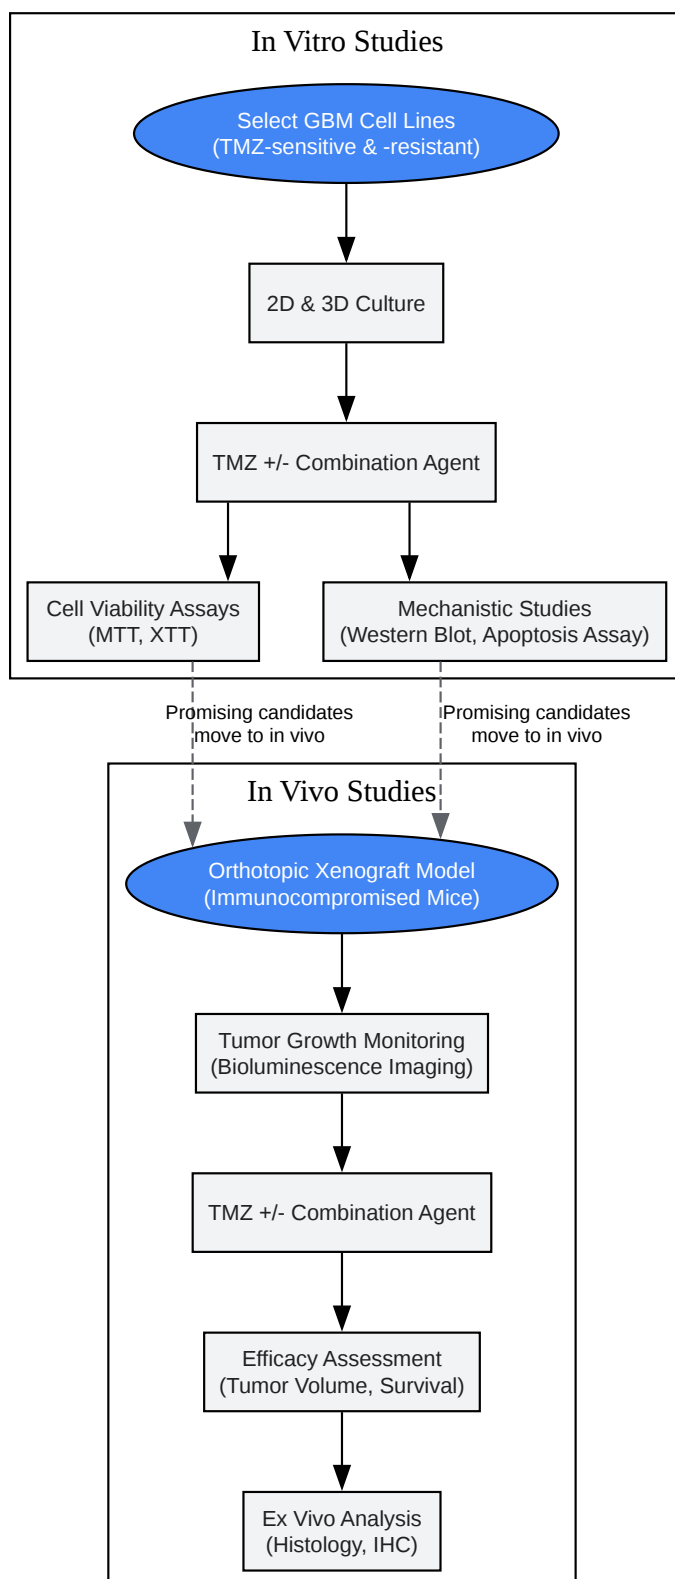 In Vitro Studies
Select GBM Cell Lines
(TMZ-sensitive & -resistant)
2D & 3D Culture
TMZ +/- Combination Agent
Cell Viability Assays
(MTT, XTT)
Mechanistic Studies
(Western Blot, Apoptosis Assay)
Promising candidates
move to in vivo
Promising candidates
move to in vivo
In Vivo Studies
Orthotopic Xenograft Model
(Immunocompromised Mice)
Tumor Growth Monitoring
(Bioluminescence Imaging)
TMZ +/- Combination Agent
Efficacy Assessment
(Tumor Volume, Survival)
Ex Vivo Analysis
(Histology, IHC)